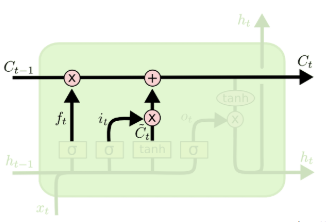 h_t
C_{t-1} × + C_t
tanh
f_t i_t × o_t ×
C̃_t
σ σ tanh σ
h_{t-1} h_t
x_t